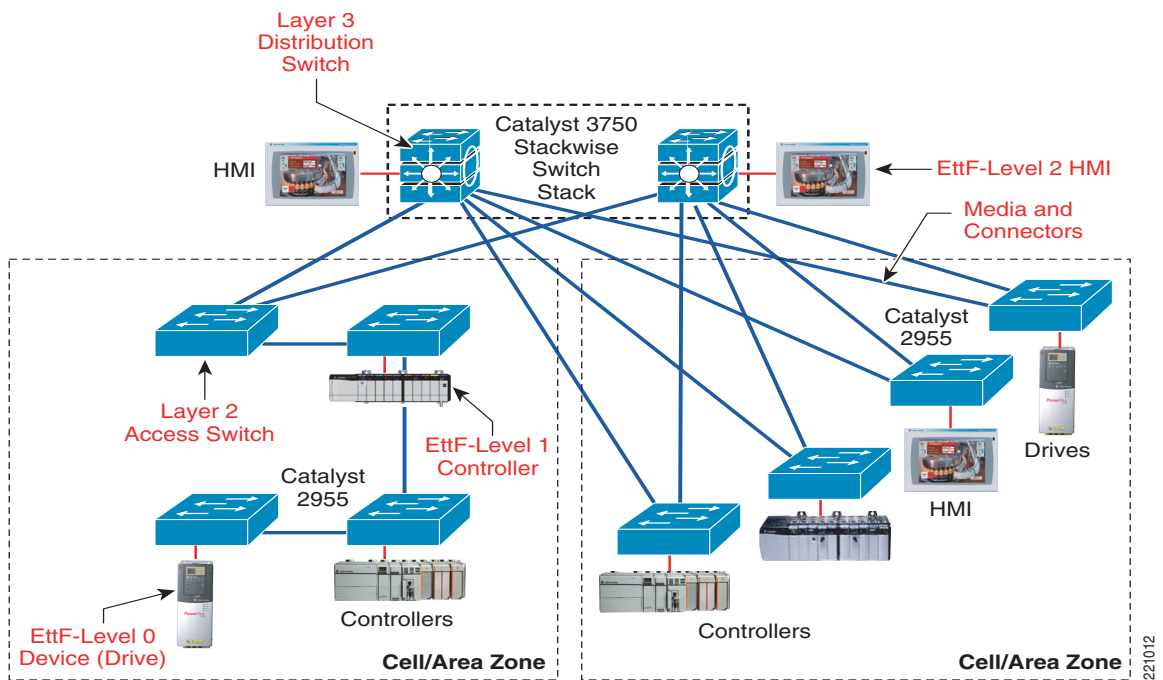 Layer 3
Distribution
Switch
HMI
Catalyst 3750
Stackwise
Switch
Stack
EttF-Level 2 HMI
Media and
Connectors
Catalyst
2955
Layer 2
Access Switch
EttF-Level 1
Controller
Drives
Catalyst
2955
HMI
Controllers
Controllers
EttF-Level 0
Device (Drive)
Cell/Area Zone
Cell/Area Zone
221012